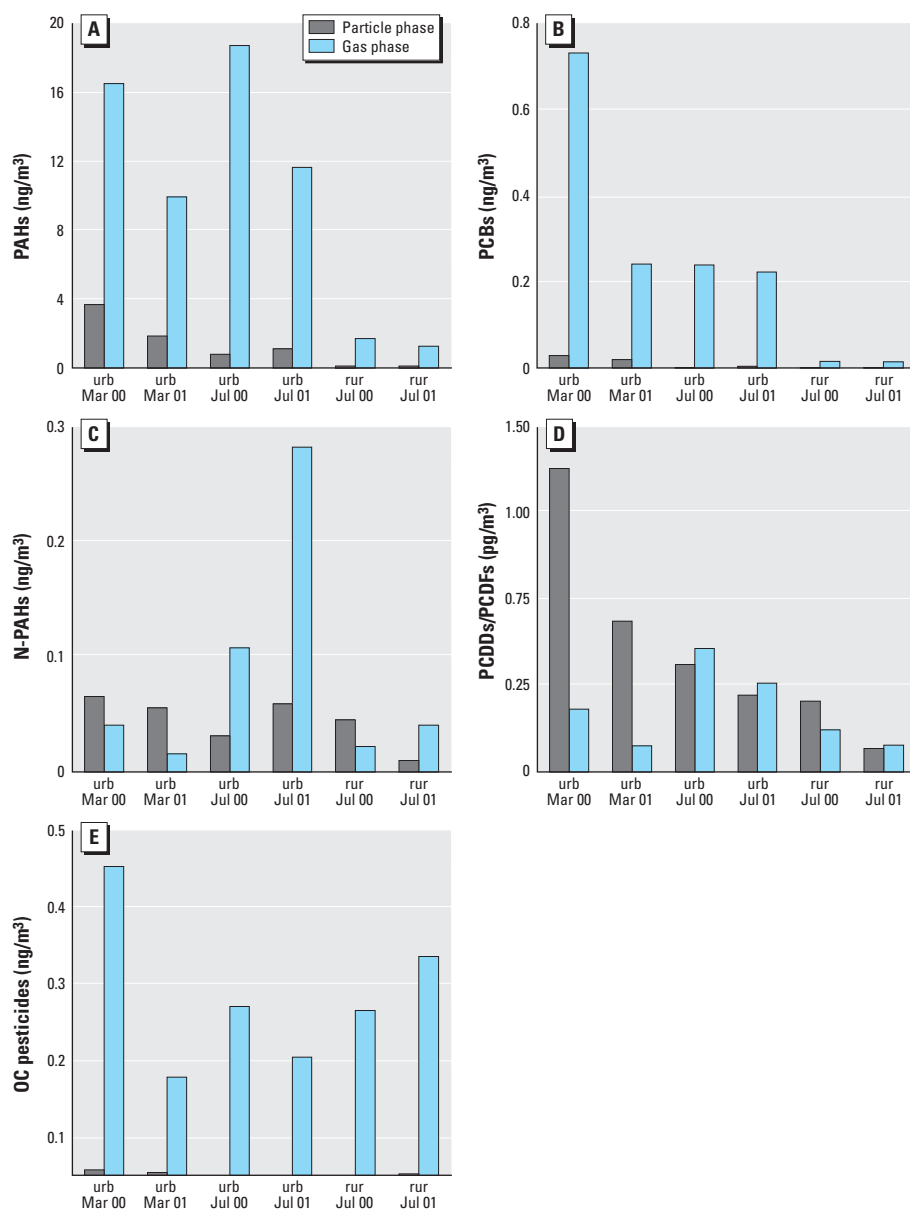 A
Particle phase
Gas phase
PAHs (ng/m³)
20
16
12
8
4
0
urb
Mar 00
urb
Mar 01
urb
Jul 00
urb
Jul 01
rur
Jul 00
rur
Jul 01
B
PCBs (ng/m³)
0.8
0.6
0.4
0.2
0
urb
Mar 00
urb
Mar 01
urb
Jul 00
urb
Jul 01
rur
Jul 00
rur
Jul 01
C
N-PAHs (ng/m³)
0.3
0.2
0.1
0
urb
Mar 00
urb
Mar 01
urb
Jul 00
urb
Jul 01
rur
Jul 00
rur
Jul 01
D
PCDDs/PCDFs (pg/m³)
1.50
1.00
0.75
0.25
0
urb
Mar 00
urb
Mar 01
urb
Jul 00
urb
Jul 01
rur
Jul 00
rur
Jul 01
E
OC pesticides (ng/m³)
0.5
0.4
0.3
0.2
0.1
urb
Mar 00
urb
Mar 01
urb
Jul 00
urb
Jul 01
rur
Jul 00
rur
Jul 01